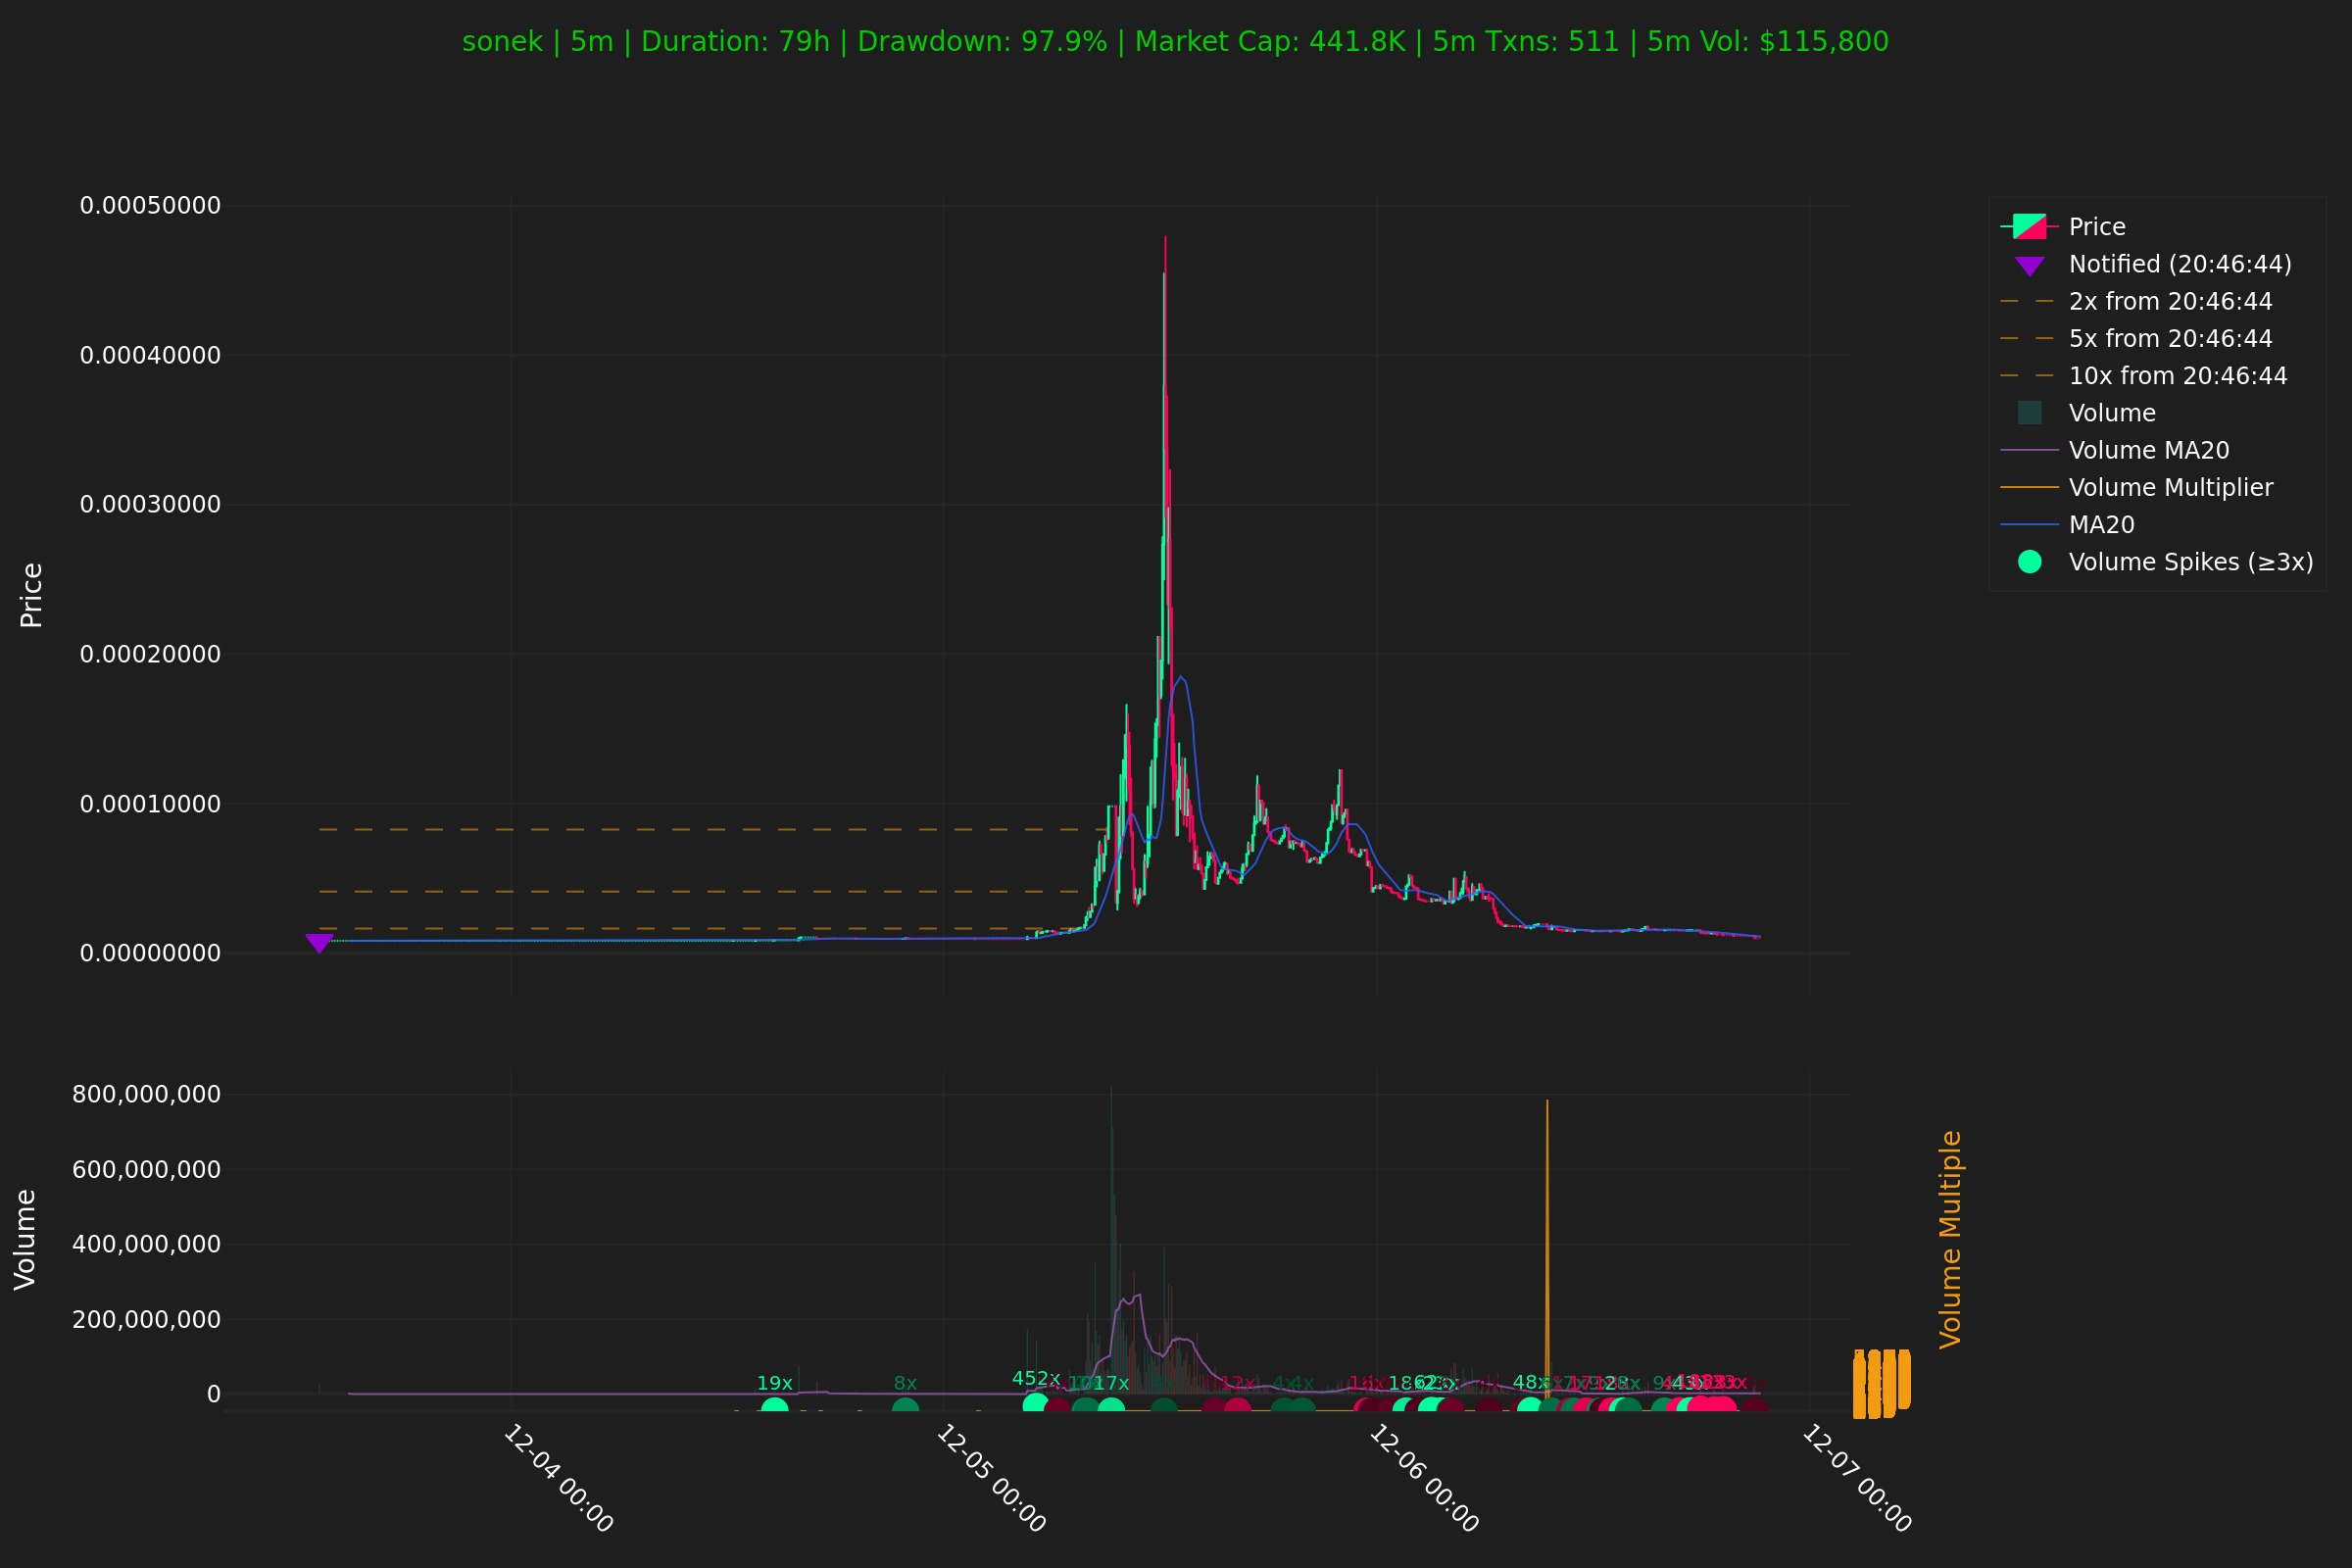 sonek | 5m | Duration: 79h | Drawdown: 97.9% | Market Cap: 441.8K | 5m Txns: 511 | 5m Vol: $115,800
Price
0.00050000
0.00040000
0.00030000
0.00020000
0.00010000
0.00000000
Price
Notified (20:46:44)
2x from 20:46:44
5x from 20:46:44
10x from 20:46:44
Volume
Volume MA20
Volume Multiplier
MA20
Volume Spikes (≥3x)
Volume
800,000,000
600,000,000
400,000,000
200,000,000
0
19x
8x
452x
17x
12x
4x
48x
Volume Multiple
12-04 00:00
12-05 00:00
12-06 00:00
12-07 00:00